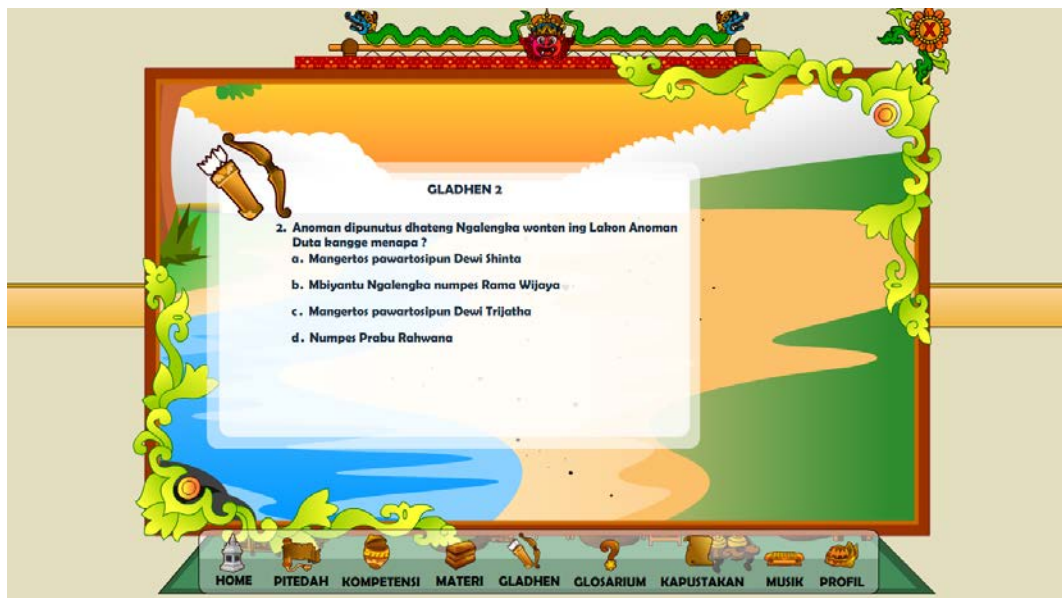 X
GLADHEN 2
2. Anoman dipunutus dhateng Ngalengka wonten ing Lakon Anoman
Duta kangge menapa ?
a. Mangertos pawartosipun Dewi Shinta
b. Mbiyantu Ngalengka numpes Rama Wijaya
c. Mangertos pawartosipun Dewi Trijatha
d. Numpes Prabu Rahwana
HOME PITEDAH KOMPETENSI MATERI GLADHEN GLOSARIUM KAPUSTAKAN MUSIK PROFIL